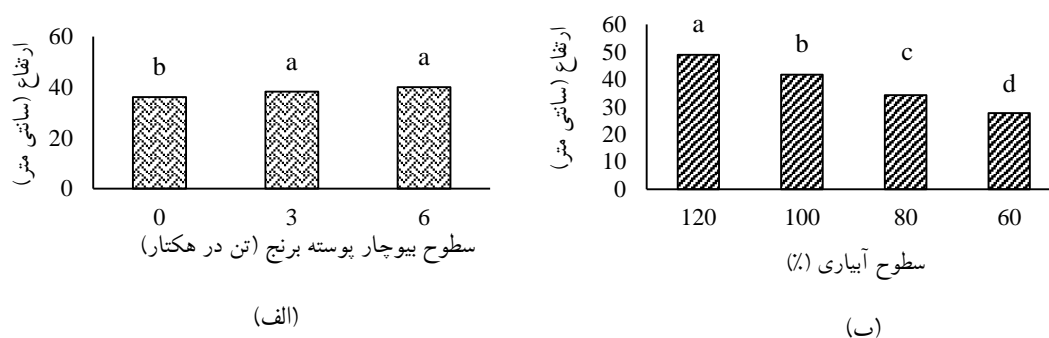 ارتفاع (سانتی متر)
60
40
20
0
b
a
a
0 3 6
سطوح بیوچار پوسته برنج (تن در هکتار)
(الف)
ارتفاع (سانتی متر)
60
50
40
30
20
10
0
a
b
c
d
120 100 80 60
سطوح آبیاری (٪)
(ب)